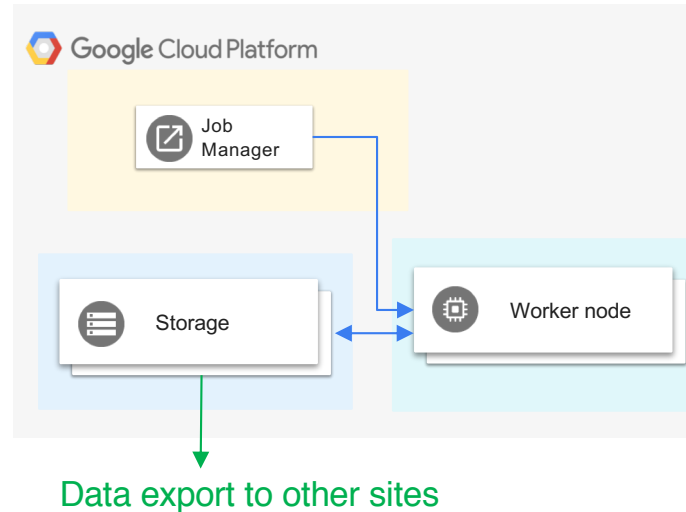 Google Cloud Platform
Job
Manager
Storage
Worker node
Data export to other sites